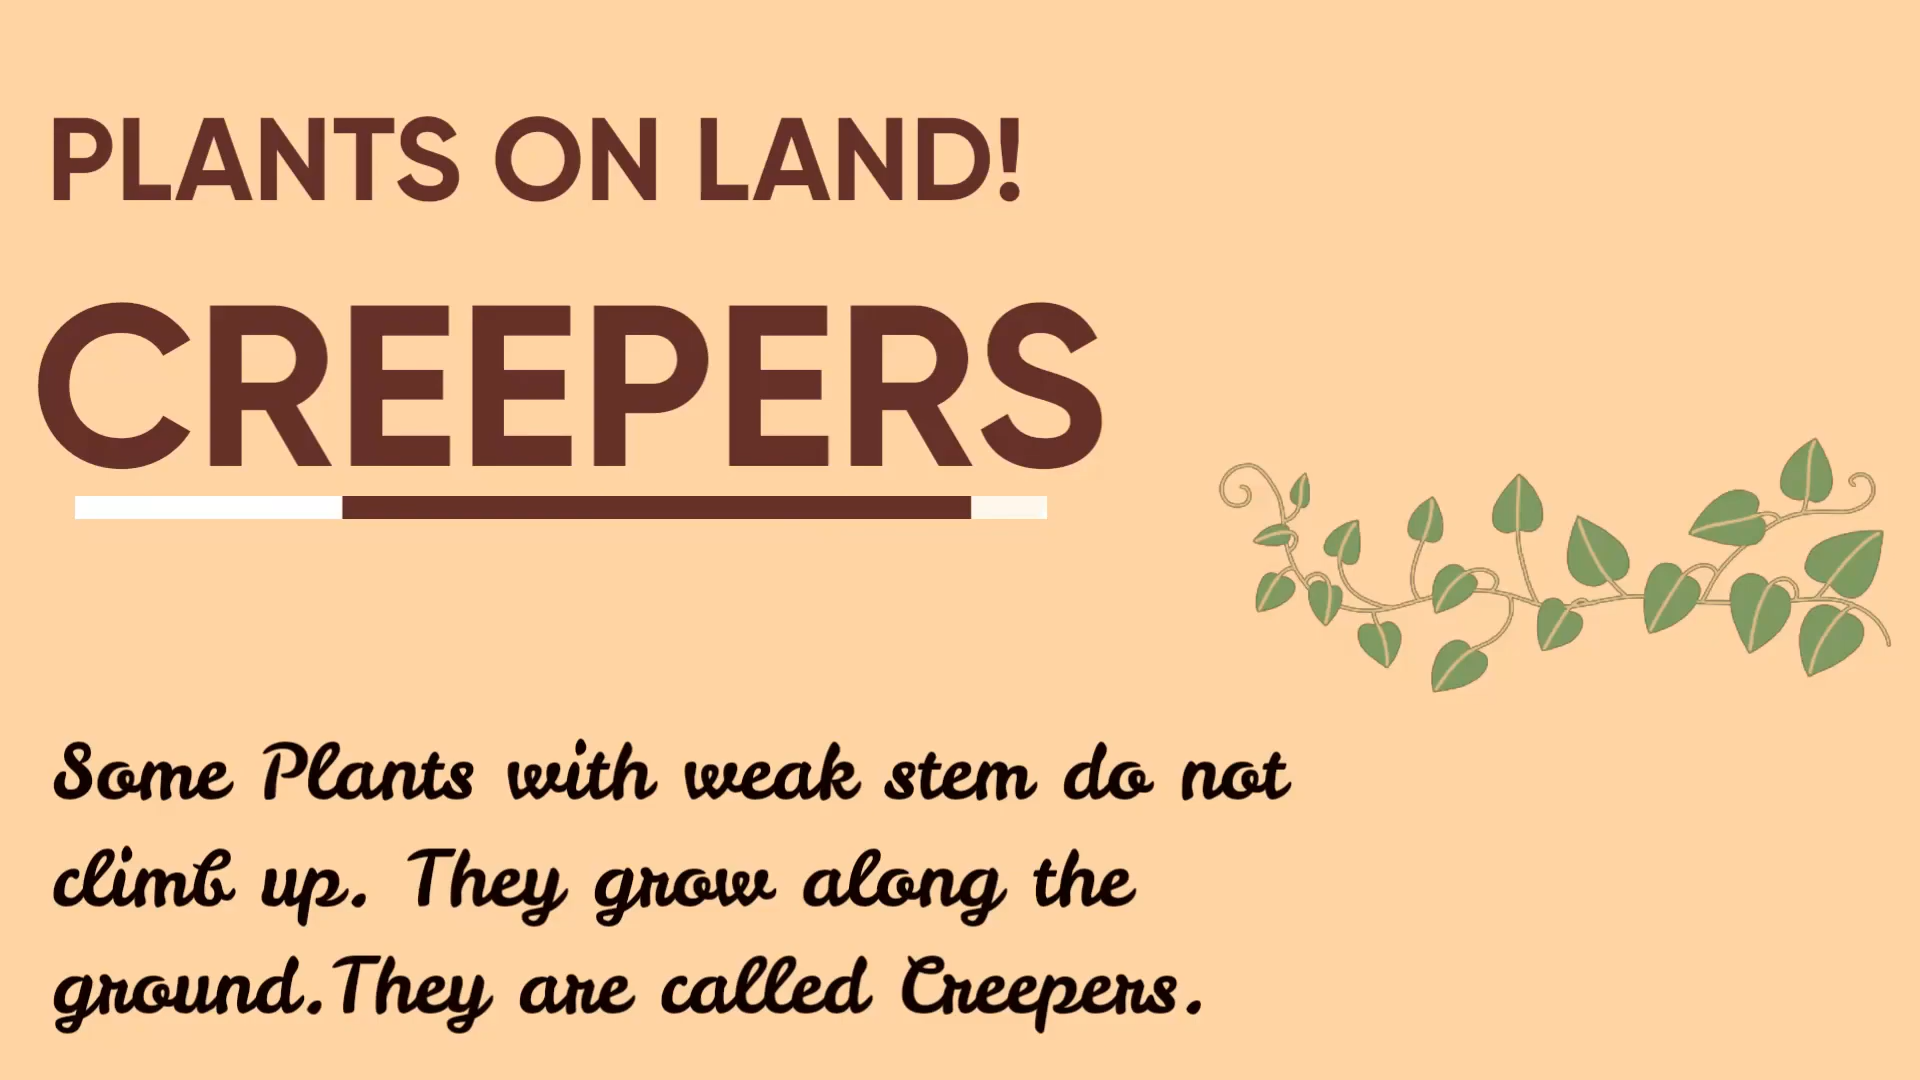 PLANTS ON LAND!
CREEPERS
Some Plants with weak stem do not
climb up. They grow along the
ground.They are called Creepers.